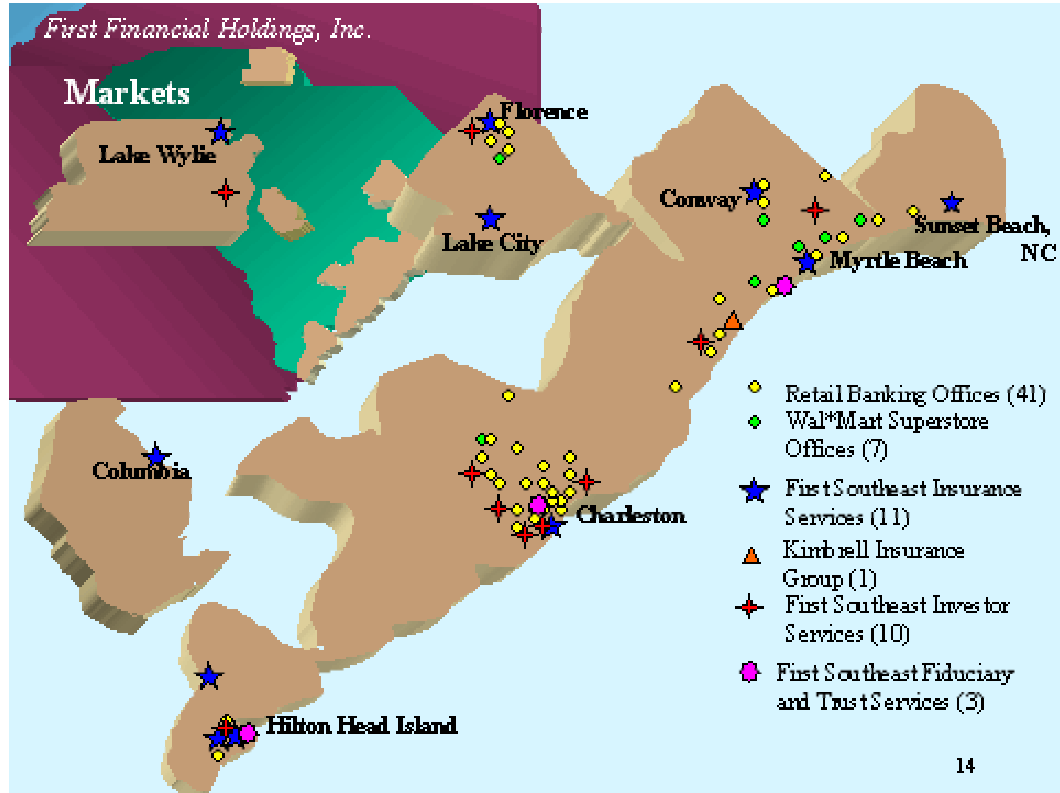 First Financial Holdings, Inc.
Markets
Florence
Lake Wylie
Conway
Lake City
Sunset Beach,
NC
Myrtle Beach
Columbia
Charleston
Hilton Head Island
Retail Banking Offices (41)
Wal*Mart Superstore
Offices (7)
First Southeast Insurance
Services (11)
Kimbrell Insurance
Group (1)
First Southeast Investor
Services (10)
First Southeast Fiduciary
and Trust Services (3)
14